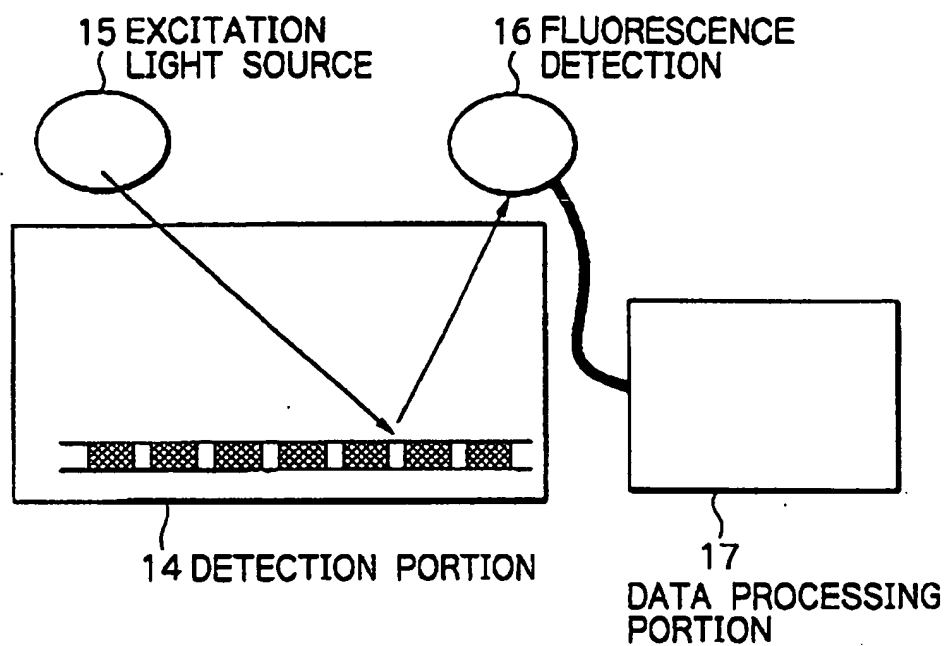 15 EXCITATION
LIGHT SOURCE
16 FLUORESCENCE
DETECTION
14 DETECTION PORTION
17
DATA PROCESSING
PORTION